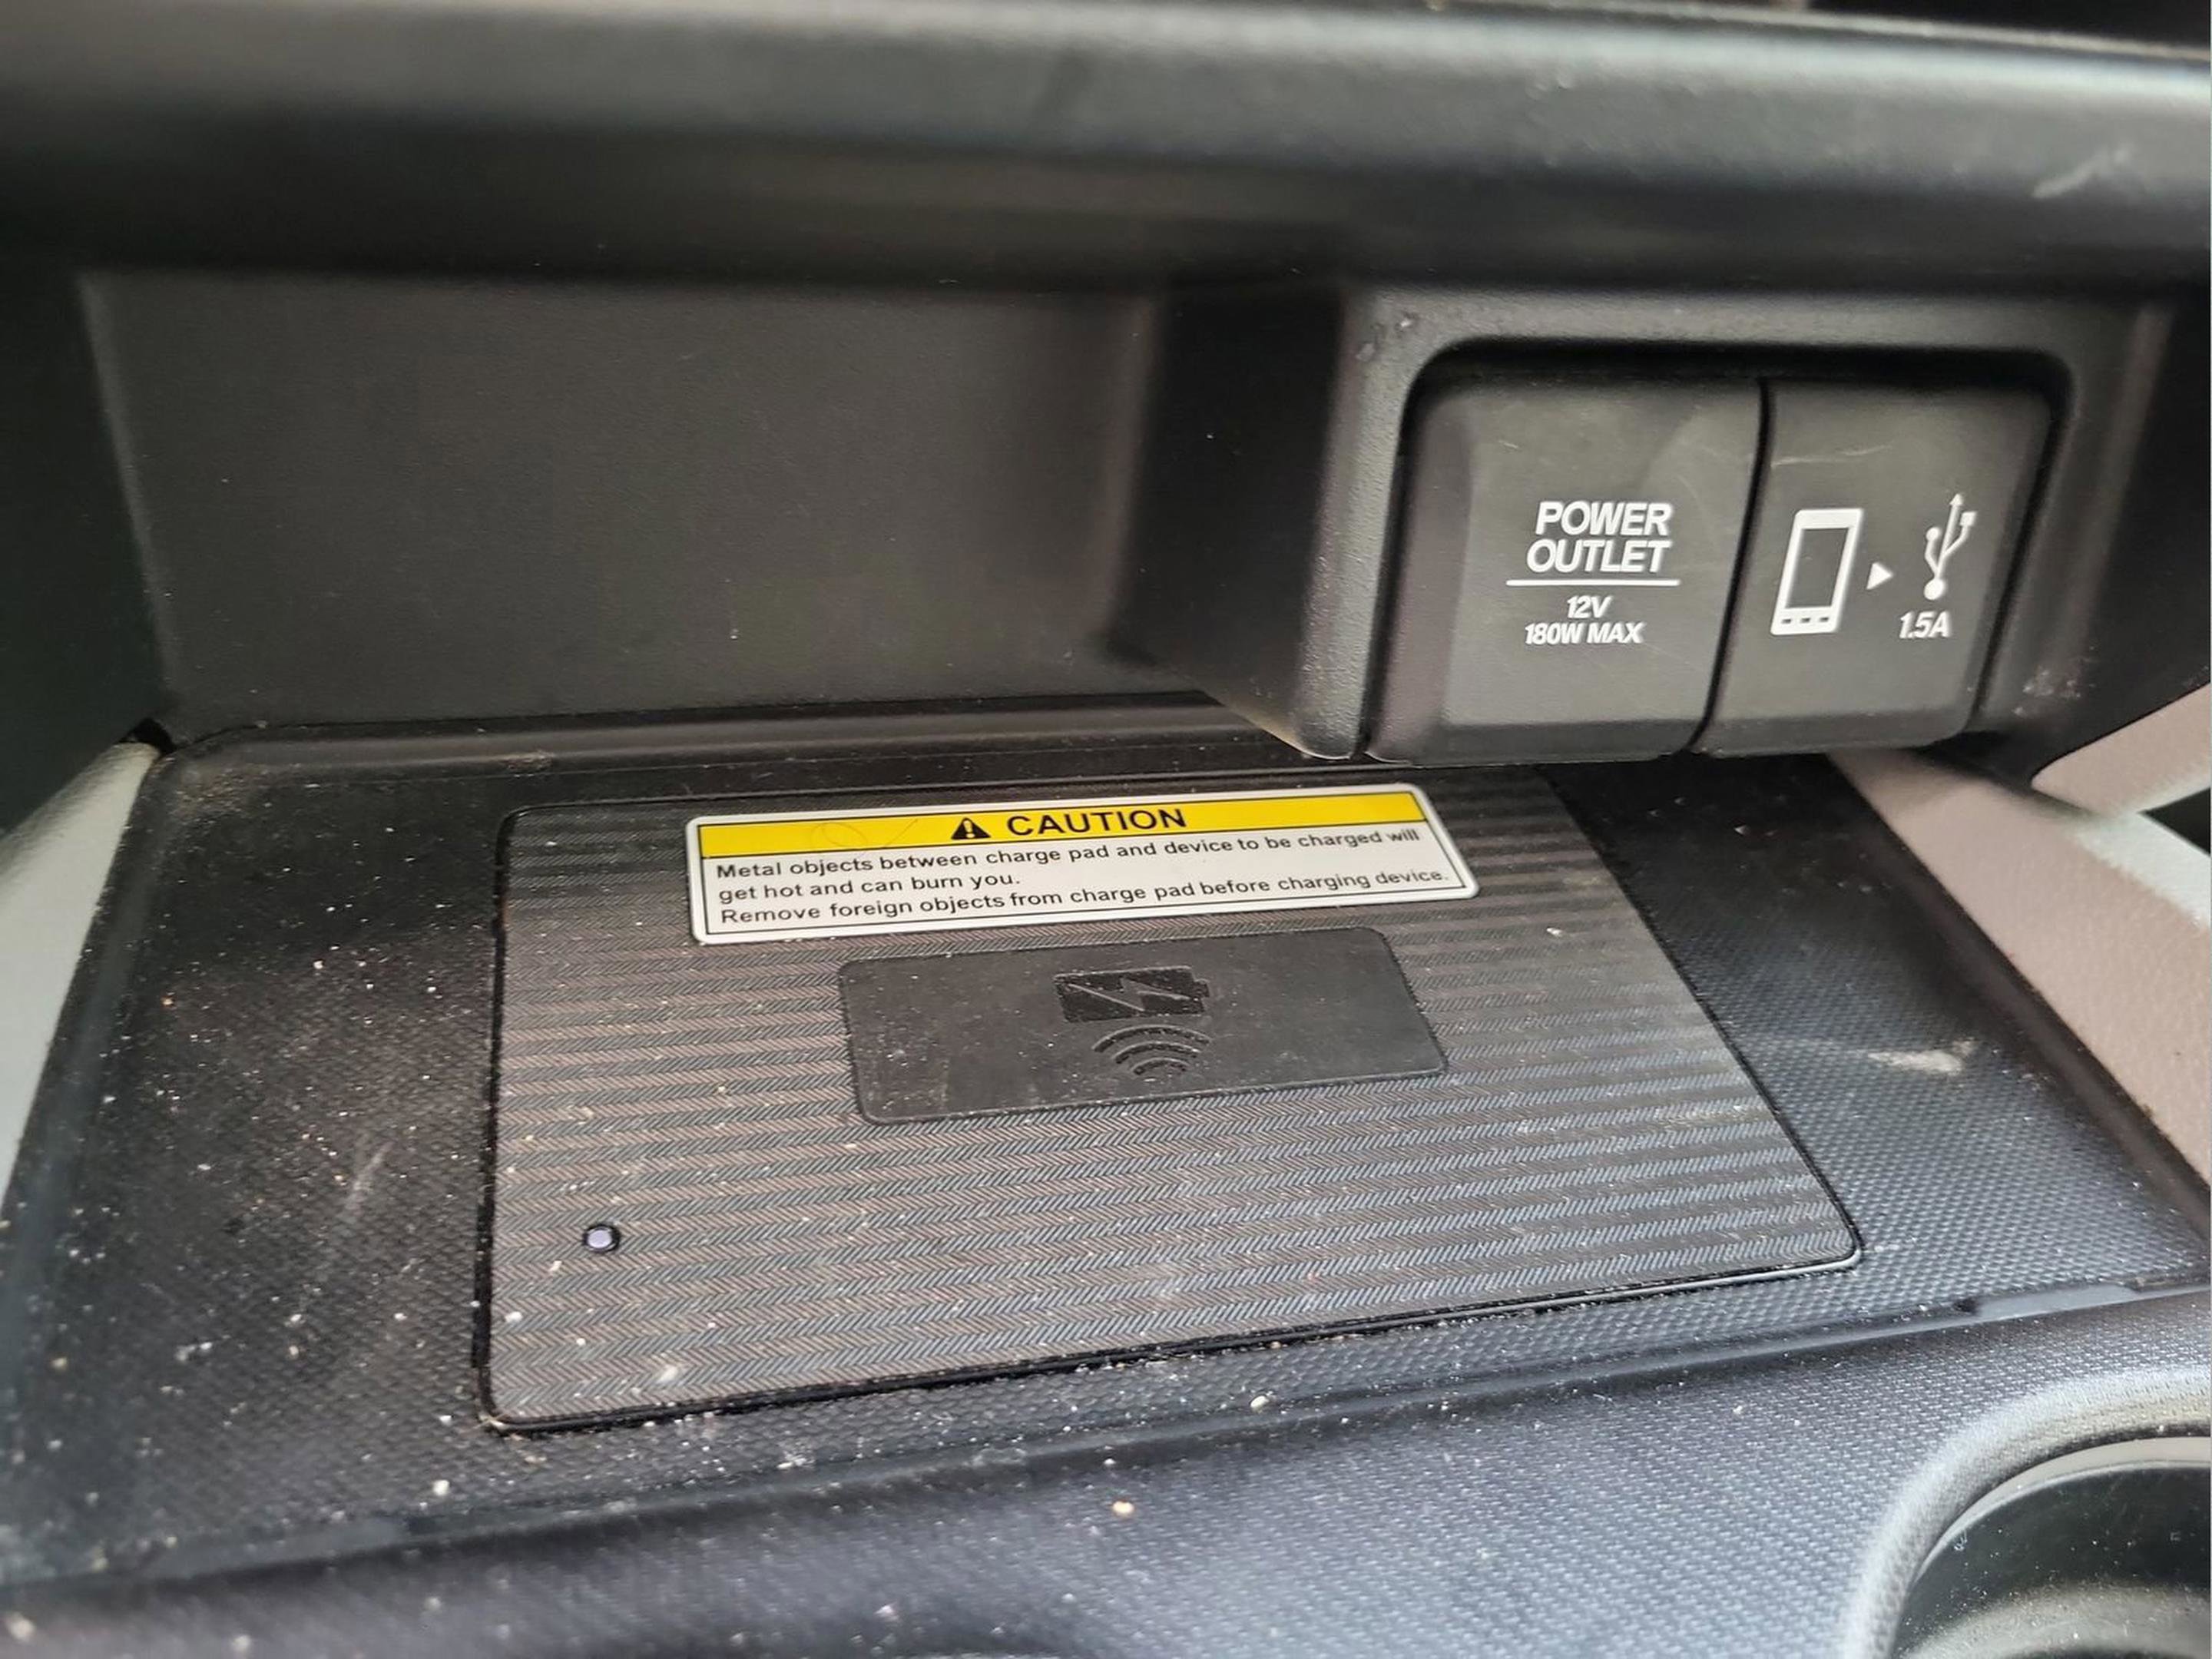 POWER
OUTLET
12V
180W MAX
1.5A
CAUTION
Metal objects between charge pad and device to be charged will
get hot and can burn you.
Remove foreign objects from charge pad before charging device.